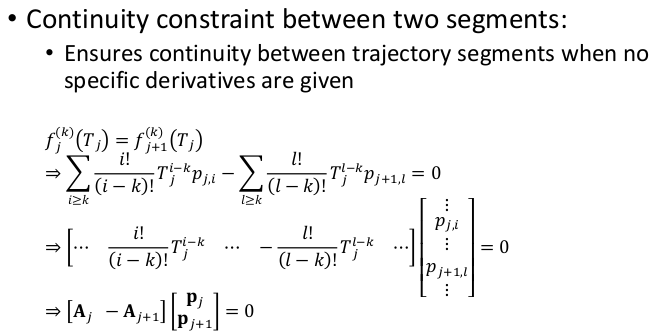 • Continuity constraint between two segments:
• Ensures continuity between trajectory segments when no
specific derivatives are given
$f_j^{(k)}(T_j) = f_{j+1}^{(k)}(T_j)$
$\Rightarrow \sum_{i \geq k} \frac{i!}{(i-k)!} T_j^{i-k} p_{j,i} - \sum_{l \geq k} \frac{l!}{(l-k)!} T_j^{l-k} p_{j+1,l} = 0$
$\Rightarrow \begin{bmatrix} \cdots & \frac{i!}{(i-k)!} T_j^{i-k} & \cdots & -\frac{l!}{(l-k)!} T_j^{l-k} & \cdots \end{bmatrix} \begin{bmatrix} \vdots \\ p_{j,i} \\ \vdots \\ p_{j+1,l} \\ \vdots \end{bmatrix} = 0$
$\Rightarrow \begin{bmatrix} \mathbf{A}_j & -\mathbf{A}_{j+1} \end{bmatrix} \begin{bmatrix} \mathbf{p}_j \\ \mathbf{p}_{j+1} \end{bmatrix} = 0$